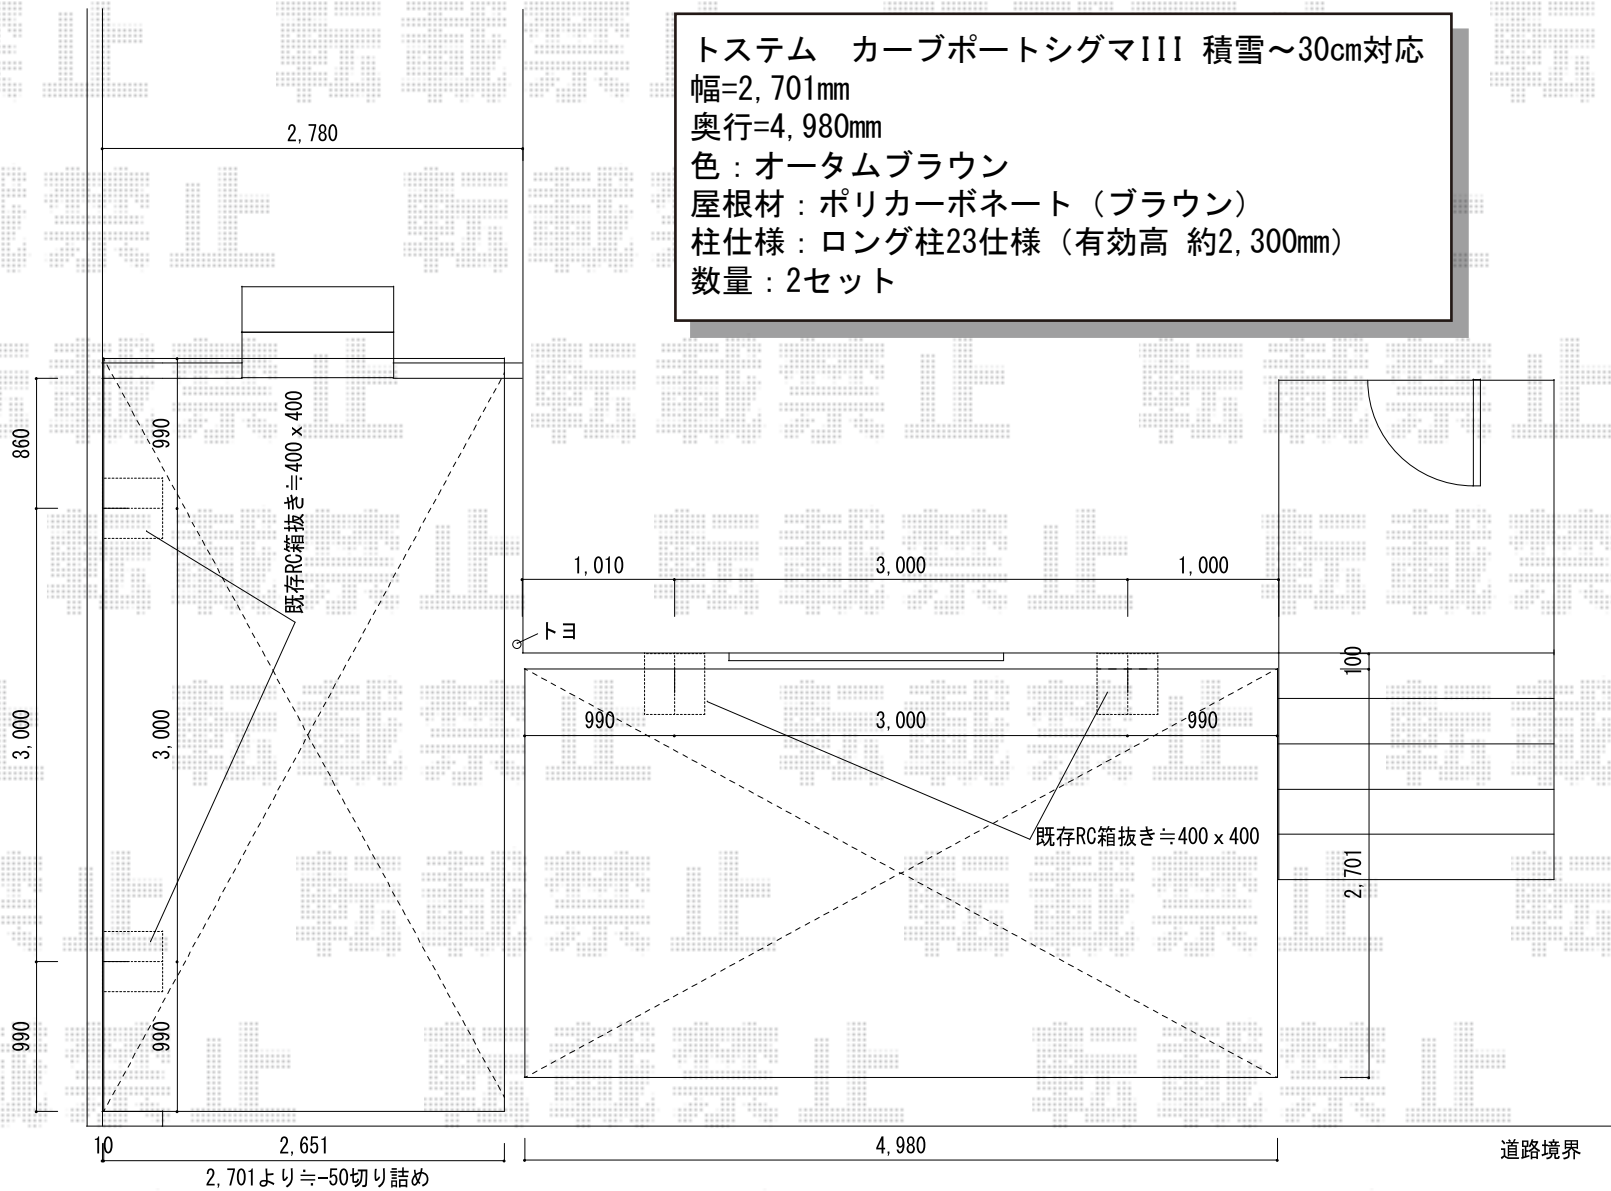 トステム　カーブポートシグマIII 積雪～30cm対応
幅=2,701mm
奥行=4,980mm
色：オータムブラウン
屋根材：ポリカーボネート（ブラウン）
柱仕様：ロング柱23仕様（有効高 約2,300mm）
数量：2セット
2,780
860
990
既存RC箱抜き≒400ｘ400
1,010
3,000
1,000
トヨ
100
990
3,000
990
3,000
3,000
既存RC箱抜き≒400ｘ400
2,701
990
990
10
2,651
4,980
道路境界
2,701より≒-50切り詰め
転載禁止